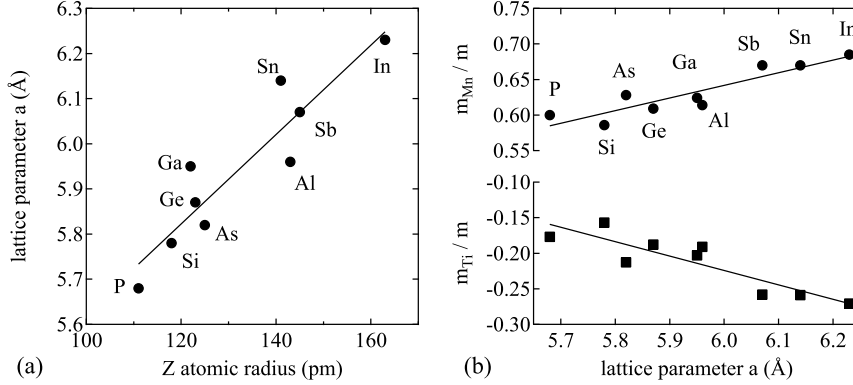 6.3
6.2
6.1
6.0
5.9
5.8
5.7
5.6
lattice parameter a (Å)
Sn
In
Sb
Ga
Al
Ge
As
Si
P
100
120
140
160
(a)
Z atomic radius (pm)
0.70
0.65
0.60
0.55
m_Mn / m
P
As
Ga
Sb
Sn
In
Si
Ge
Al
-0.10
-0.15
-0.20
-0.25
-0.30
m_Ti / m
5.7
5.8
5.9
6.0
6.1
6.2
(b)
lattice parameter a (Å)